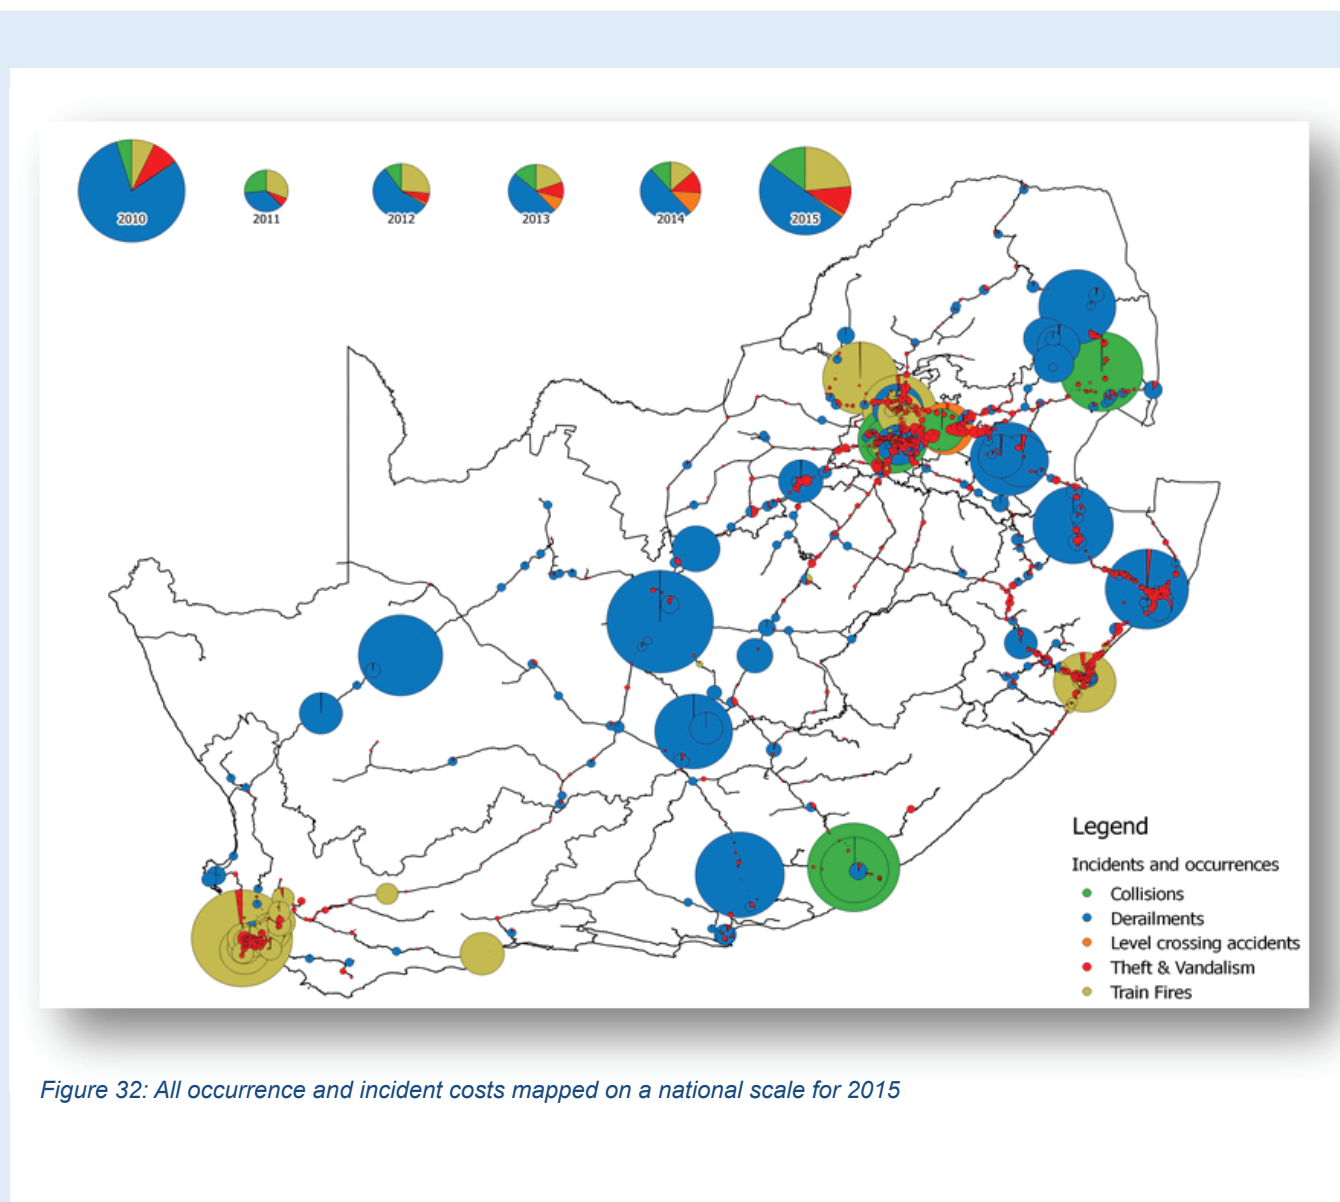 2010
2011
2012
2013
2014
2015
Legend
Incidents and occurrences
Collisions
Derailments
Level crossing accidents
Theft & Vandalism
Train Fires
Figure 32: All occurrence and incident costs mapped on a national scale for 2015